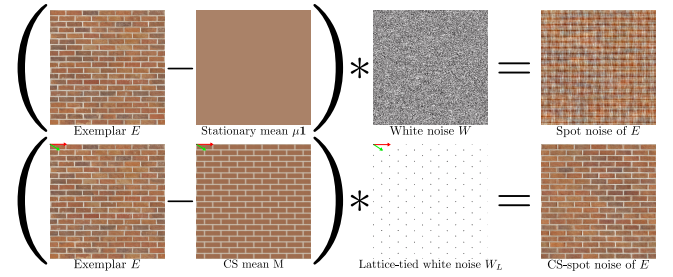 Exemplar E
Stationary mean μ1
White noise W
Spot noise of E
Exemplar E
CS mean M
Lattice-tied white noise W_L
CS-spot noise of E